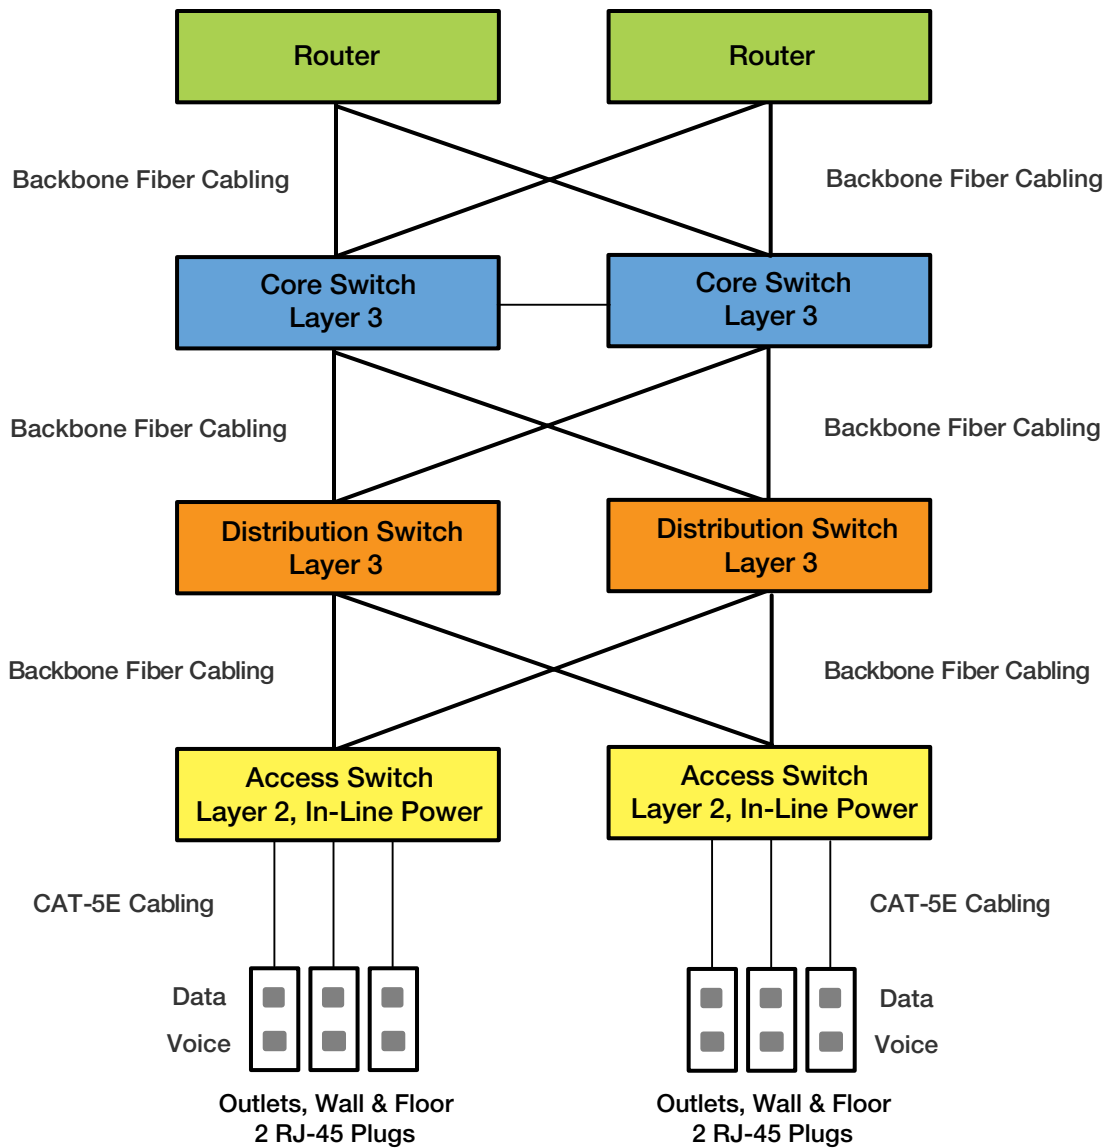 Router
Router
Backbone Fiber Cabling
Backbone Fiber Cabling
Core Switch
Layer 3
Core Switch
Layer 3
Backbone Fiber Cabling
Backbone Fiber Cabling
Distribution Switch
Layer 3
Distribution Switch
Layer 3
Backbone Fiber Cabling
Backbone Fiber Cabling
Access Switch
Layer 2, In-Line Power
Access Switch
Layer 2, In-Line Power
CAT-5E Cabling
CAT-5E Cabling
Data
Voice
Data
Voice
Outlets, Wall & Floor
2 RJ-45 Plugs
Outlets, Wall & Floor
2 RJ-45 Plugs